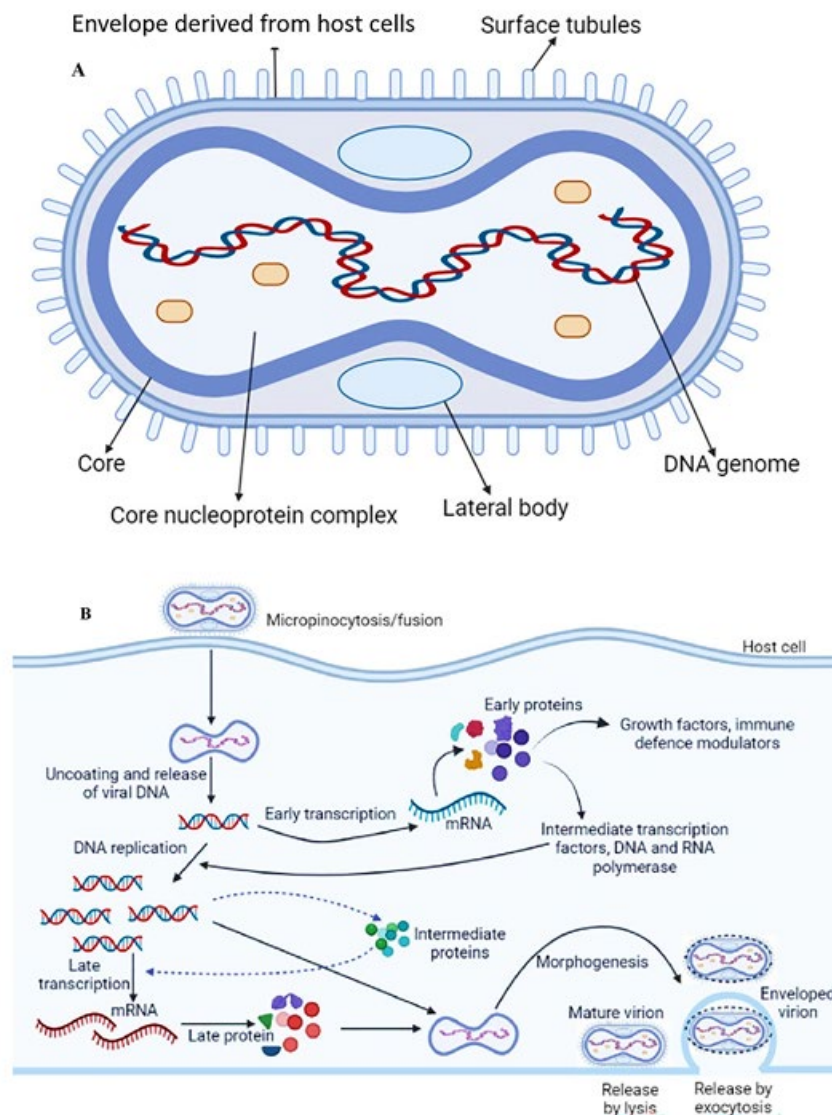 Envelope derived from host cells
Surface tubules
A
Core
Core nucleoprotein complex
Lateral body
DNA genome
B
Micropinocytosis/fusion
Host cell
Early proteins
Growth factors, immune
defence modulators
Uncoating and release
of viral DNA
Early transcription
mRNA
Intermediate transcription
factors, DNA and RNA
polymerase
DNA replication
Intermediate
proteins
Late
transcription
mRNA
Late protein
Morphogenesis
Mature virion
Enveloped
virion
Release
by lysis
Release by
exocytosis